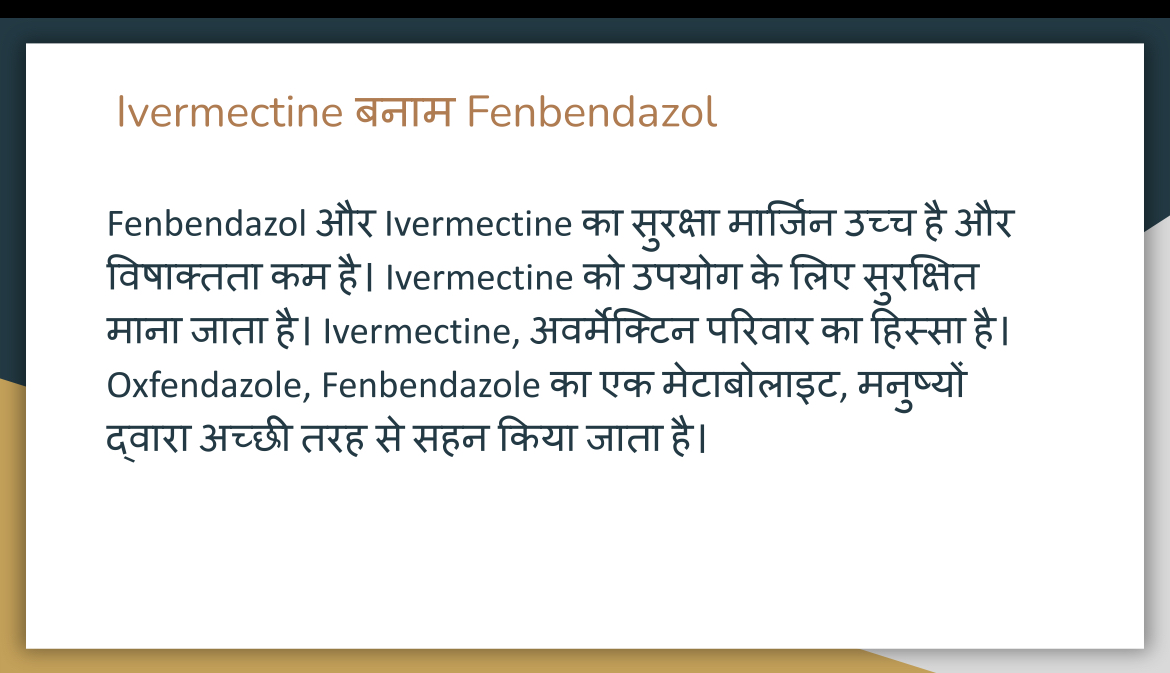 Ivermectine बनाम Fenbendazol
Fenbendazol और Ivermectine का सुरक्षा मार्जिन उच्च है और
विषाक्तता कम है| Ivermectine को उपयोग के लिए सुरक्षित
माना जाता है| Ivermectine, अवर्मेक्टिन परिवार का हिस्सा है|
Oxfendazole, Fenbendazole का एक मेटाबोलाइट, मनुष्यों
द्वारा अच्छी तरह से सहन किया जाता है|